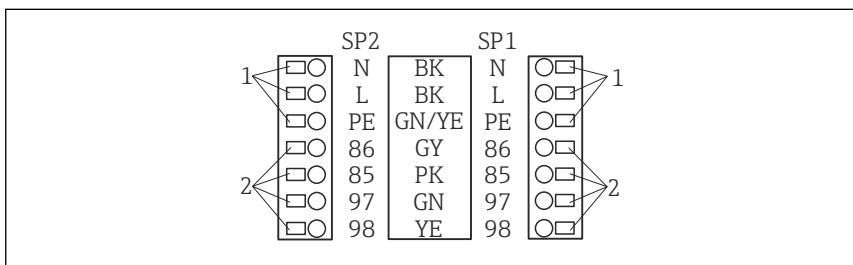 SP2 SP1
N BK N
1 L BK L 1
PE GN/YE PE
86 GY 86
85 PK 85
2 97 GN 97 2
98 YE 98